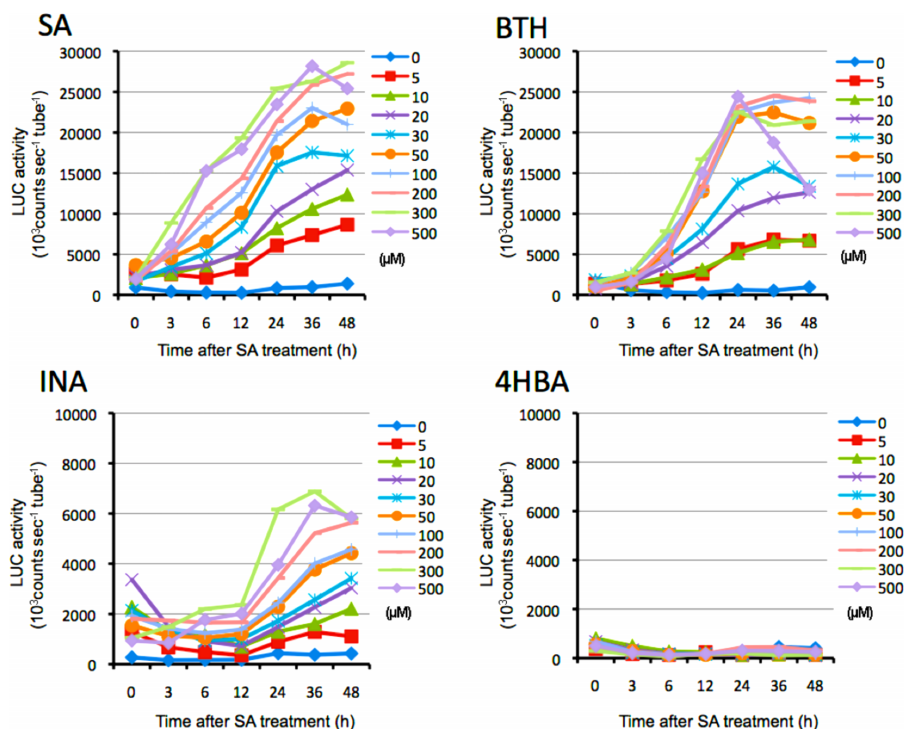 SA
30000
25000
20000
15000
10000
5000
0
LUC activity
(10³counts sec⁻¹ tube⁻¹)
0 3 6 12 24 36 48
Time after SA treatment (h)
0
5
10
20
30
50
100
200
300
500
(µM)
BTH
30000
25000
20000
15000
10000
5000
0
LUC activity
(10³counts sec⁻¹ tube⁻¹)
0 3 6 12 24 36 48
Time after SA treatment (h)
0
5
10
20
30
50
100
200
300
500
(µM)
INA
10000
8000
6000
4000
2000
0
LUC activity
(10³counts sec⁻¹ tube⁻¹)
0 3 6 12 24 36 48
Time after SA treatment (h)
0
5
10
20
30
50
100
200
300
500
(µM)
4HBA
10000
8000
6000
4000
2000
0
LUC activity
(10³counts sec⁻¹ tube⁻¹)
0 3 6 12 24 36 48
Time after SA treatment (h)
0
5
10
20
30
50
100
200
300
500
(µM)